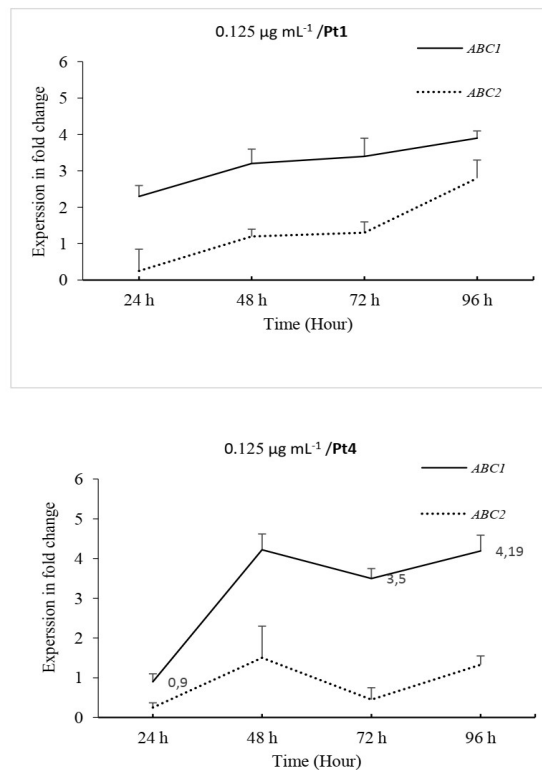 0.125 µg mL⁻¹ /Pt1
ABC1
ABC2
Experssion in fold change
6
5
4
3
2
1
0
24 h 48 h 72 h 96 h
Time (Hour)
0.125 µg mL⁻¹ /Pt4
ABC1
ABC2
Experssion in fold change
6
5
4
3
2
1
0
0,9
3,5
4,19
24 h 48 h 72 h 96 h
Time (Hour)